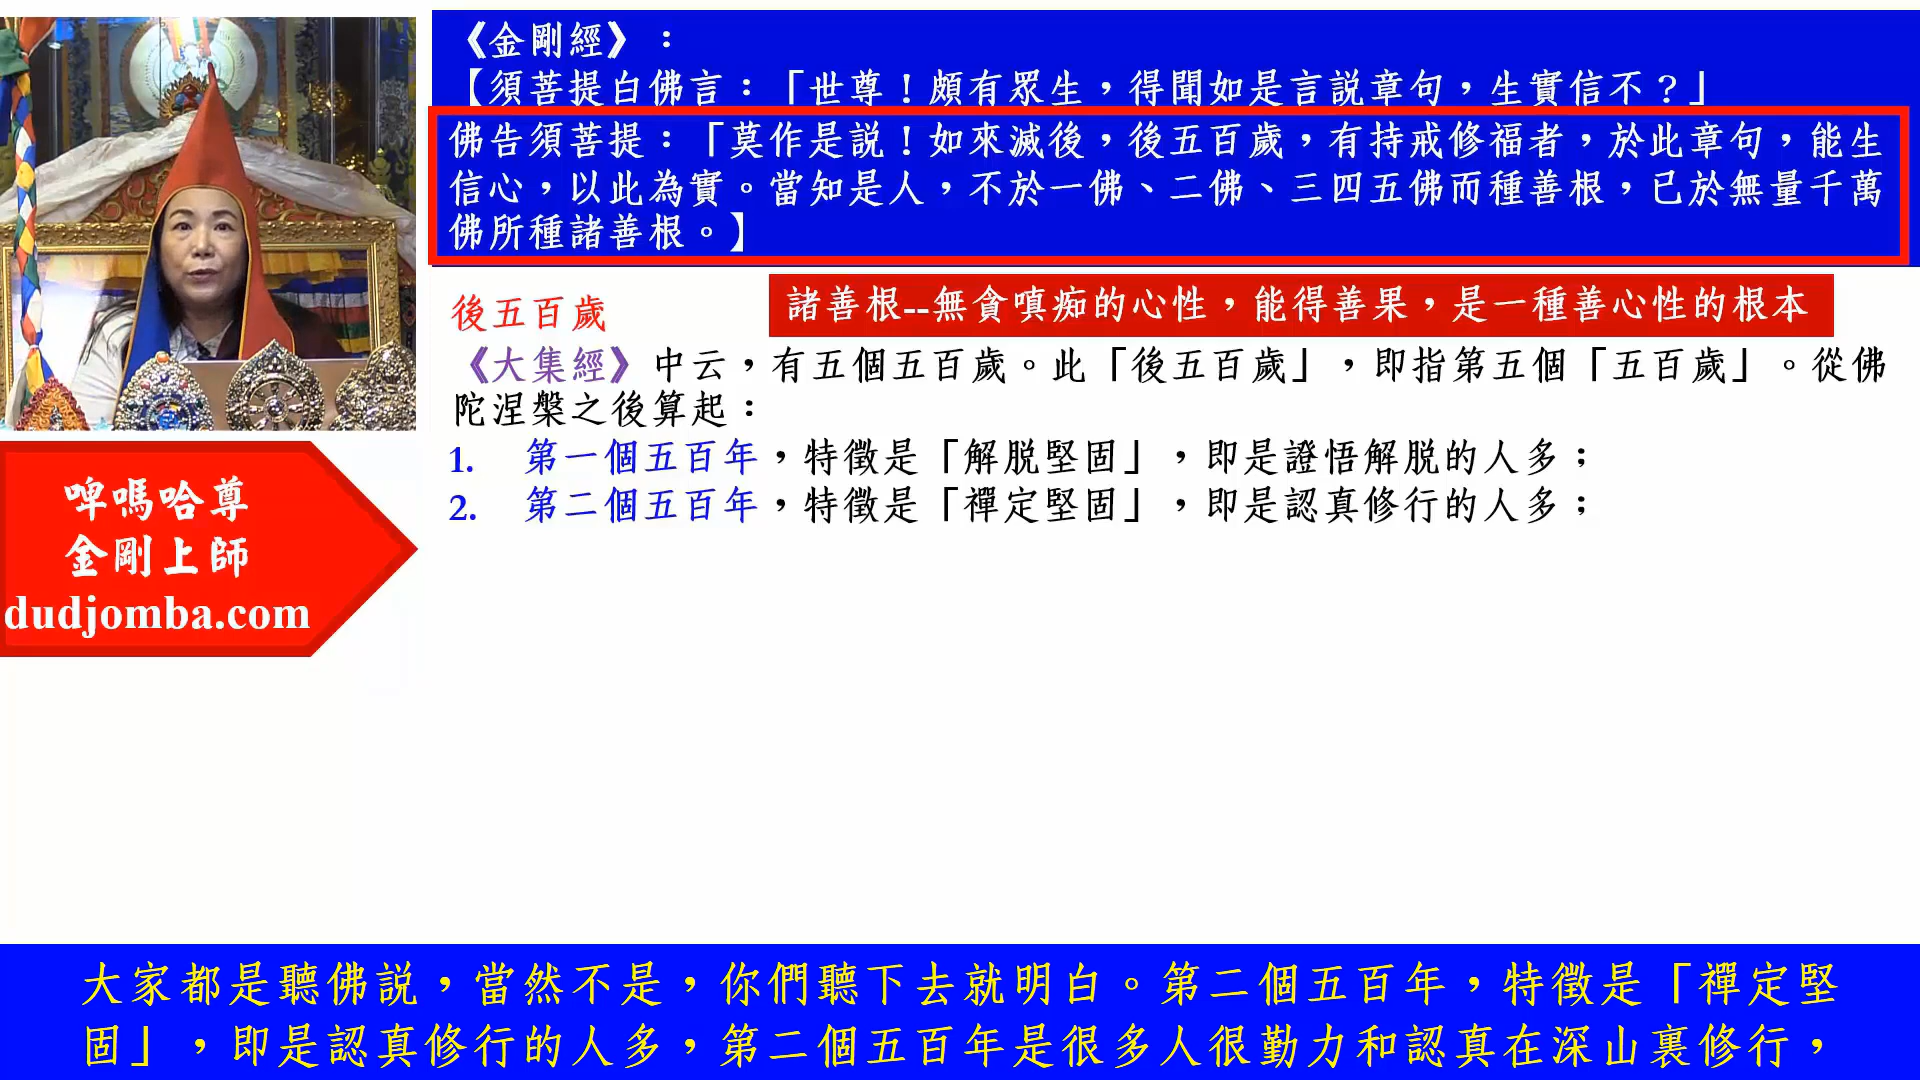 《金剛經》：
【須菩提白佛言：「世尊！頗有眾生，得聞如是言説章句，生實信不？」
佛告須菩提：「莫作是説！如來滅後，後五百歲，有持戒修福者，於此章句，能生
信心，以此為實。當知是人，不於一佛、二佛、三四五佛而種善根，已於無量千萬
佛所種諸善根。】
後五百歲
諸善根--無貪嗔痴的心性，能得善果，是一種善心性的根本
《大集經》中云，有五個五百歲。此「後五百歲」，即指第五個「五百歲」。從佛
陀涅槃之後算起：
1. 第一個五百年，特徵是「解脱堅固」，即是證悟解脱的人多；
2. 第二個五百年，特徵是「禪定堅固」，即是認真修行的人多；
啤嗎哈尊
金剛上師
dudjomba.com
大家都是聽佛説，當然不是，你們聽下去就明白。第二個五百年，特徵是「禪定堅
固」，即是認真修行的人多，第二個五百年是很多人很勤力和認真在深山裏修行，